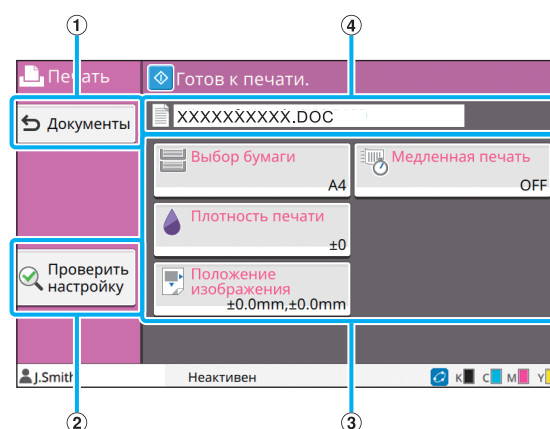 ① ④
Печать
Готов к печати.
Документы
XXXXXXXXXX.DOC
Выбор бумаги
A4
Медленная печать
OFF
Плотность печати
±0
Проверить
настройку
Положение
изображения
±0.0mm,±0.0mm
J.Smith
Неактивен
K C M Y
② ③